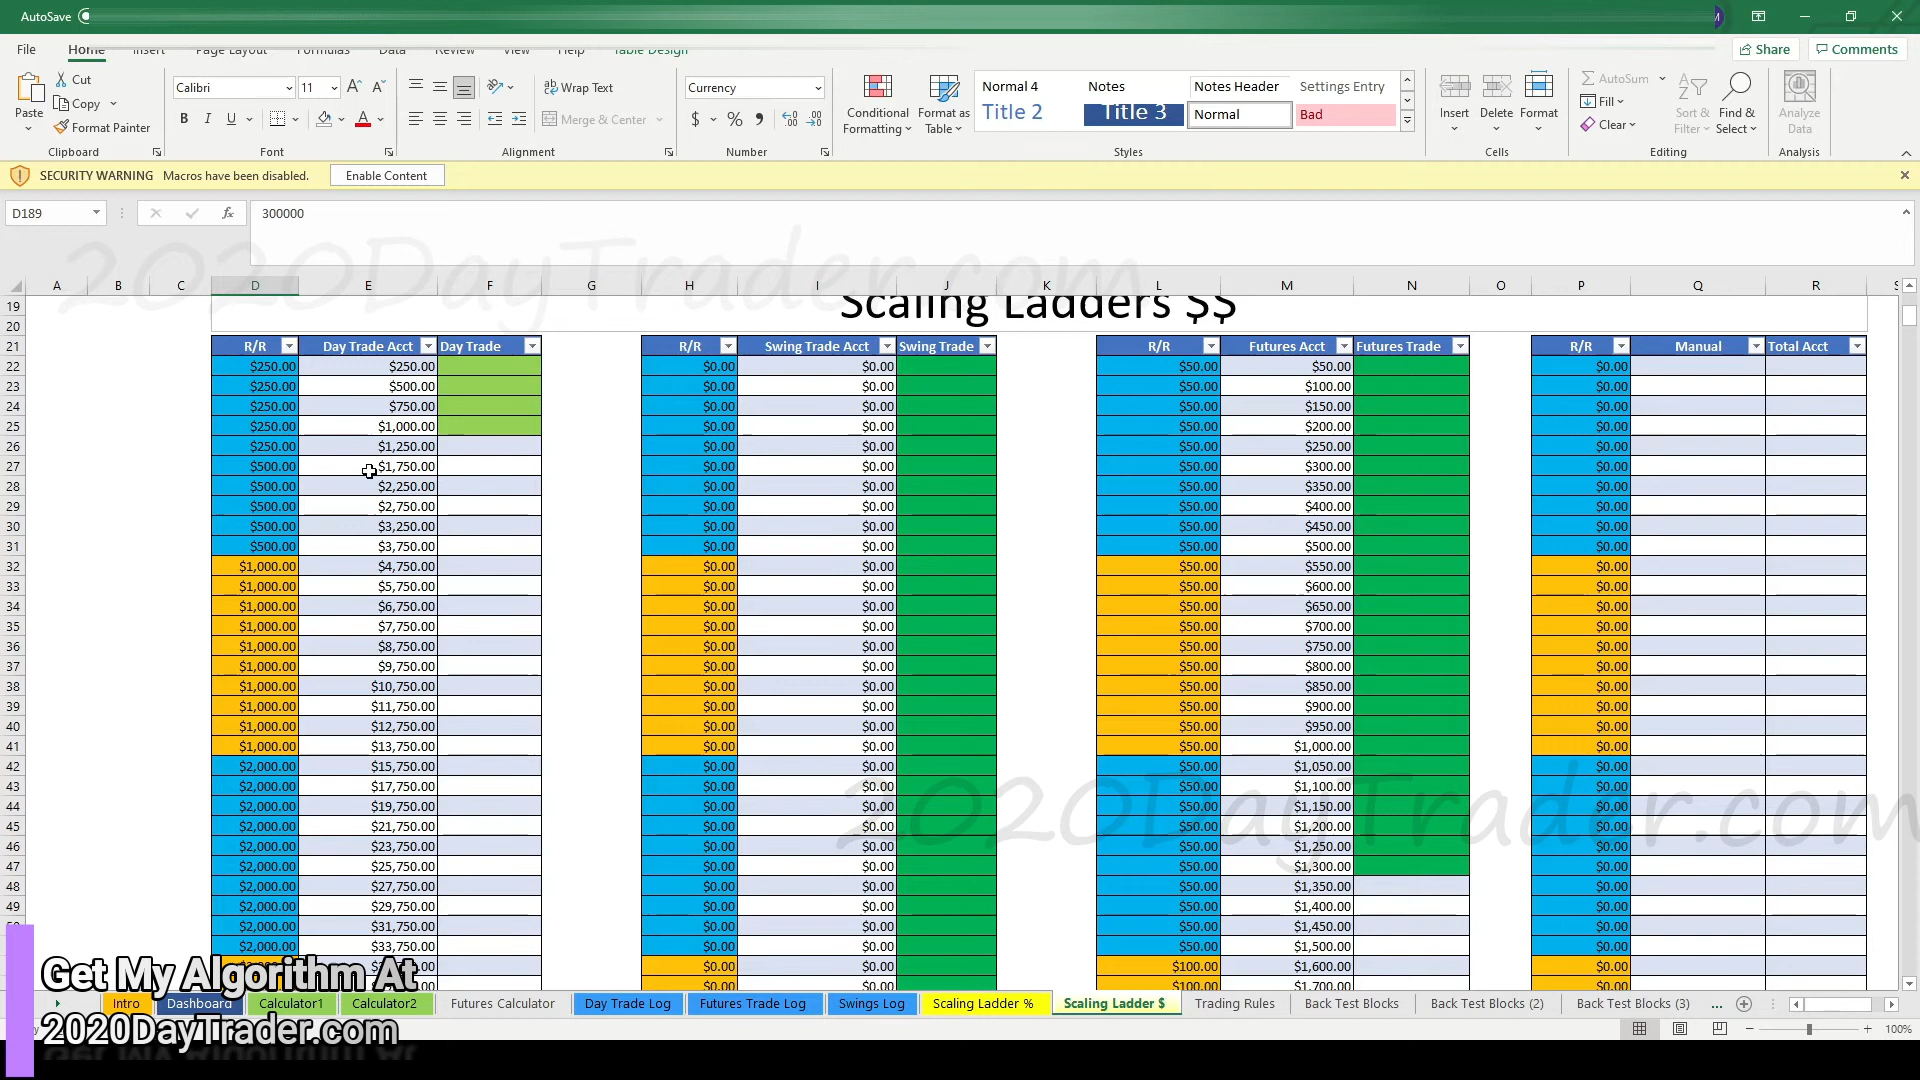 AutoSave
File Home Insert Page Layout Formulas Data Review View Help Table Design Share Comments
Cut
Copy
Format Painter
Paste
Clipboard
Calibri 11
B I U
Font
Wrap Text
Merge & Center
Alignment
Currency
$ % 9
Number
Conditional Formatting
Format as Table
Normal 4 Notes Notes Header Settings Entry
Title 2 Title 3 Normal Bad
Styles
Insert Delete Format
Cells
AutoSum
Fill
Clear
Sort & Filter
Find & Select
Editing
Analyze Data
Analysis
SECURITY WARNING Macros have been disabled. Enable Content
D189 fx 300000
2020DayTrader.com
A B C D E F G H I J K L M N O P Q R S
19 Scaling Ladders $$
20
21 R/R Day Trade Acct Day Trade R/R Swing Trade Acct Swing Trade R/R Futures Acct Futures Trade R/R Manual Total Acct
22 $250.00 $250.00 $0.00 $0.00 $50.00 $50.00 $0.00
23 $250.00 $500.00 $0.00 $0.00 $50.00 $100.00 $0.00
24 $250.00 $750.00 $0.00 $0.00 $50.00 $150.00 $0.00
25 $250.00 $1,000.00 $0.00 $0.00 $50.00 $200.00 $0.00
26 $250.00 $1,250.00 $0.00 $0.00 $50.00 $250.00 $0.00
27 $500.00 $1,750.00 $0.00 $0.00 $50.00 $300.00 $0.00
28 $500.00 $2,250.00 $0.00 $0.00 $50.00 $350.00 $0.00
29 $500.00 $2,750.00 $0.00 $0.00 $50.00 $400.00 $0.00
30 $500.00 $3,250.00 $0.00 $0.00 $50.00 $450.00 $0.00
31 $500.00 $3,750.00 $0.00 $0.00 $50.00 $500.00 $0.00
32 $1,000.00 $4,750.00 $0.00 $0.00 $50.00 $550.00 $0.00
33 $1,000.00 $5,750.00 $0.00 $0.00 $50.00 $600.00 $0.00
34 $1,000.00 $6,750.00 $0.00 $0.00 $50.00 $650.00 $0.00
35 $1,000.00 $7,750.00 $0.00 $0.00 $50.00 $700.00 $0.00
36 $1,000.00 $8,750.00 $0.00 $0.00 $50.00 $750.00 $0.00
37 $1,000.00 $9,750.00 $0.00 $0.00 $50.00 $800.00 $0.00
38 $1,000.00 $10,750.00 $0.00 $0.00 $50.00 $850.00 $0.00
39 $1,000.00 $11,750.00 $0.00 $0.00 $50.00 $900.00 $0.00
40 $1,000.00 $12,750.00 $0.00 $0.00 $50.00 $950.00 $0.00
41 $1,000.00 $13,750.00 $0.00 $0.00 $50.00 $1,000.00 $0.00
42 $2,000.00 $15,750.00 $0.00 $0.00 $50.00 $1,050.00 $0.00
43 $2,000.00 $17,750.00 $0.00 $0.00 $50.00 $1,100.00 $0.00
44 $2,000.00 $19,750.00 $0.00 $0.00 $50.00 $1,150.00 $0.00
45 $2,000.00 $21,750.00 $0.00 $0.00 $50.00 $1,200.00 $0.00
46 $2,000.00 $23,750.00 $0.00 $0.00 $50.00 $1,250.00 $0.00
47 $2,000.00 $25,750.00 $0.00 $0.00 $50.00 $1,300.00 $0.00
48 $2,000.00 $27,750.00 $0.00 $0.00 $50.00 $1,350.00 $0.00
49 $2,000.00 $29,750.00 $0.00 $0.00 $50.00 $1,400.00 $0.00
$2,000.00 $31,750.00 $0.00 $0.00 $50.00 $1,450.00 $0.00
$2,000.00 $33,750.00 $0.00 $0.00 $50.00 $1,500.00 $0.00
$0.00 $0.00 $100.00 $1,600.00 $0.00
$0.00 $0.00 $100.00 $1,700.00 $0.00
2020DayTrader.com
Get My Algorithm At
2020DayTrader.com
Intro Dashboard Calculator1 Calculator2 Futures Calculator Day Trade Log Futures Trade Log Swings Log Scaling Ladder % Scaling Ladder $ Trading Rules Back Test Blocks Back Test Blocks (2) Back Test Blocks (3) ...
100%